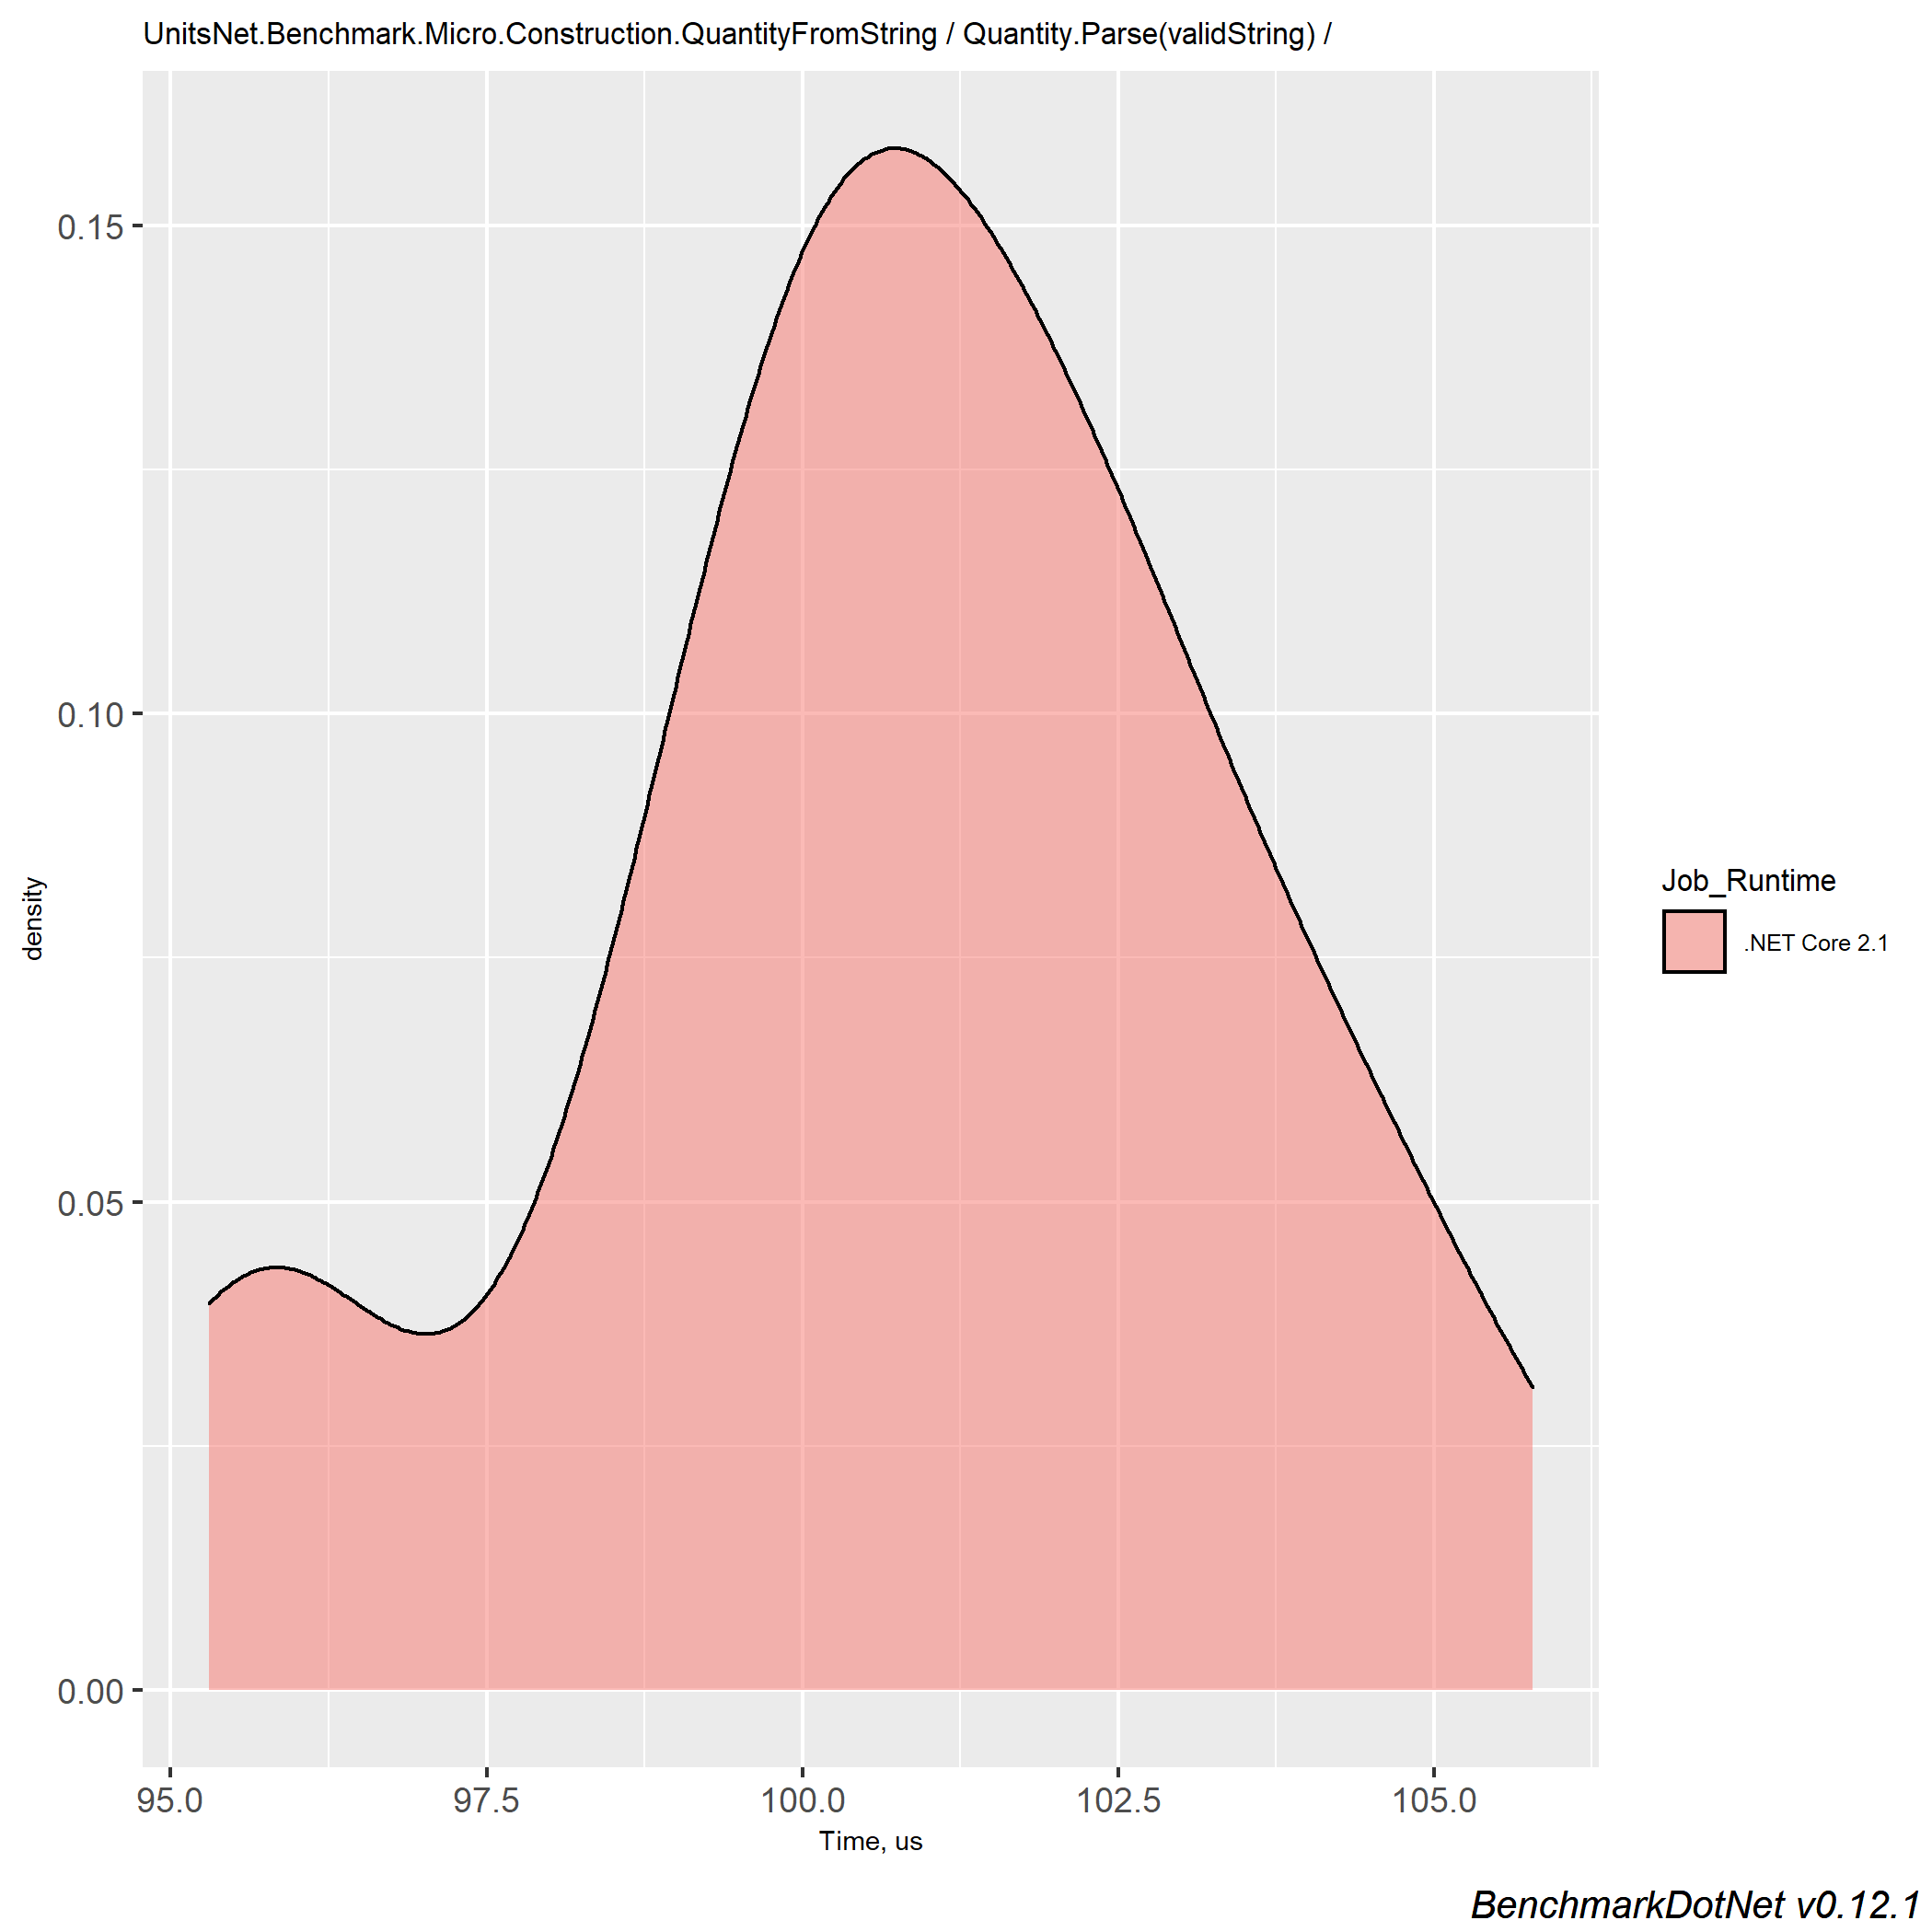 UnitsNet.Benchmark.Micro.Construction.QuantityFromString / Quantity.Parse(validString) /
0.15
0.10
0.05
0.00
density
95.0 97.5 100.0 102.5 105.0
Time, us
Job_Runtime
.NET Core 2.1
BenchmarkDotNet v0.12.1